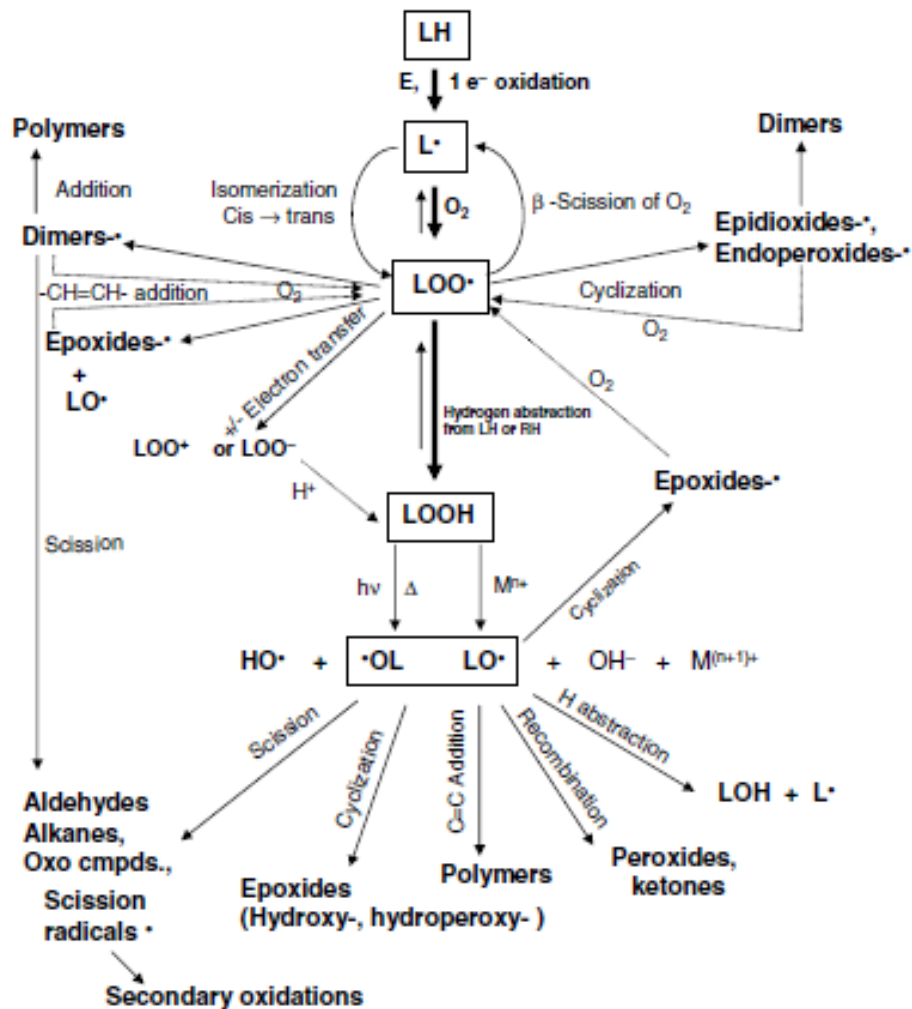 LH
E, 1 e⁻ oxidation
Polymers
L•
Dimers
Addition
Isomerization
Cis → trans
O₂
β -Scission of O₂
Dimers-•
Epidioxides-•,
Endoperoxides-•
LOO•
-CH=CH- addition
O₂
Cyclization
O₂
Epoxides-•
+
LO•
+/- Electron transfer
O₂
Hydrogen abstraction
from LH or RH
LOO⁺ or LOO⁻
H⁺
Epoxides-•
LOOH
Scission
hν Δ
Mⁿ⁺
Cyclization
HO• + •OL LO• + OH⁻ + M⁽ⁿ⁺¹⁾⁺
Scission
Cyclization
C=C Addition
Recombination
H abstraction
LOH + L•
Aldehydes
Alkanes,
Oxo cmpds.,
Scission
radicals •
Epoxides
(Hydroxy-, hydroperoxy- )
Polymers
Peroxides,
ketones
Secondary oxidations